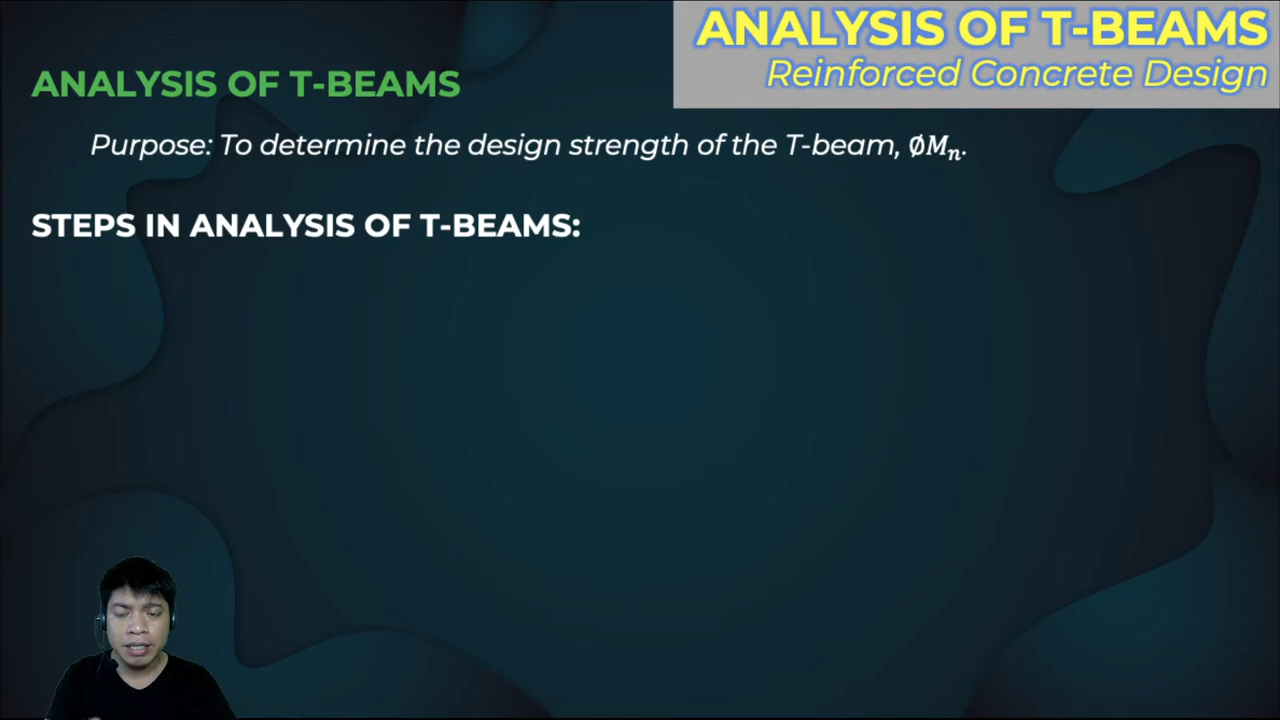 ANALYSIS OF T-BEAMS
Reinforced Concrete Design
ANALYSIS OF T-BEAMS
Purpose: To determine the design strength of the T-beam, ∅Mₙ.
STEPS IN ANALYSIS OF T-BEAMS: